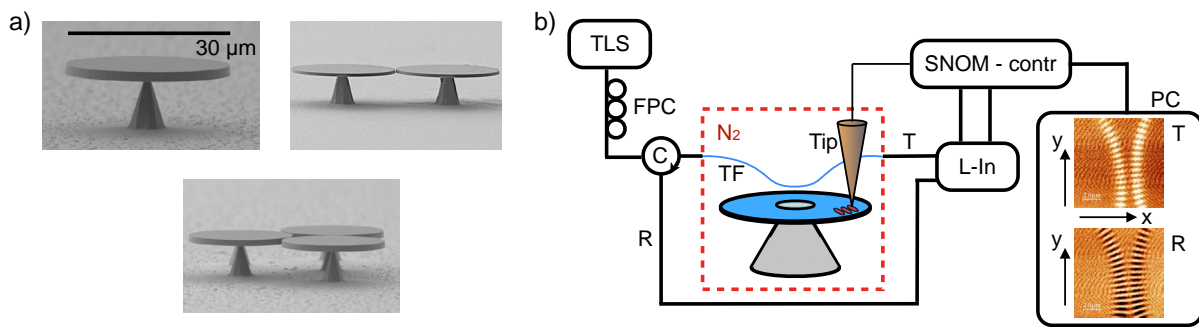 a)
30 µm
b)
TLS
FPC
C
R
N₂
TF
Tip
T
SNOM - contr
L-In
PC
y
T
x
y
R